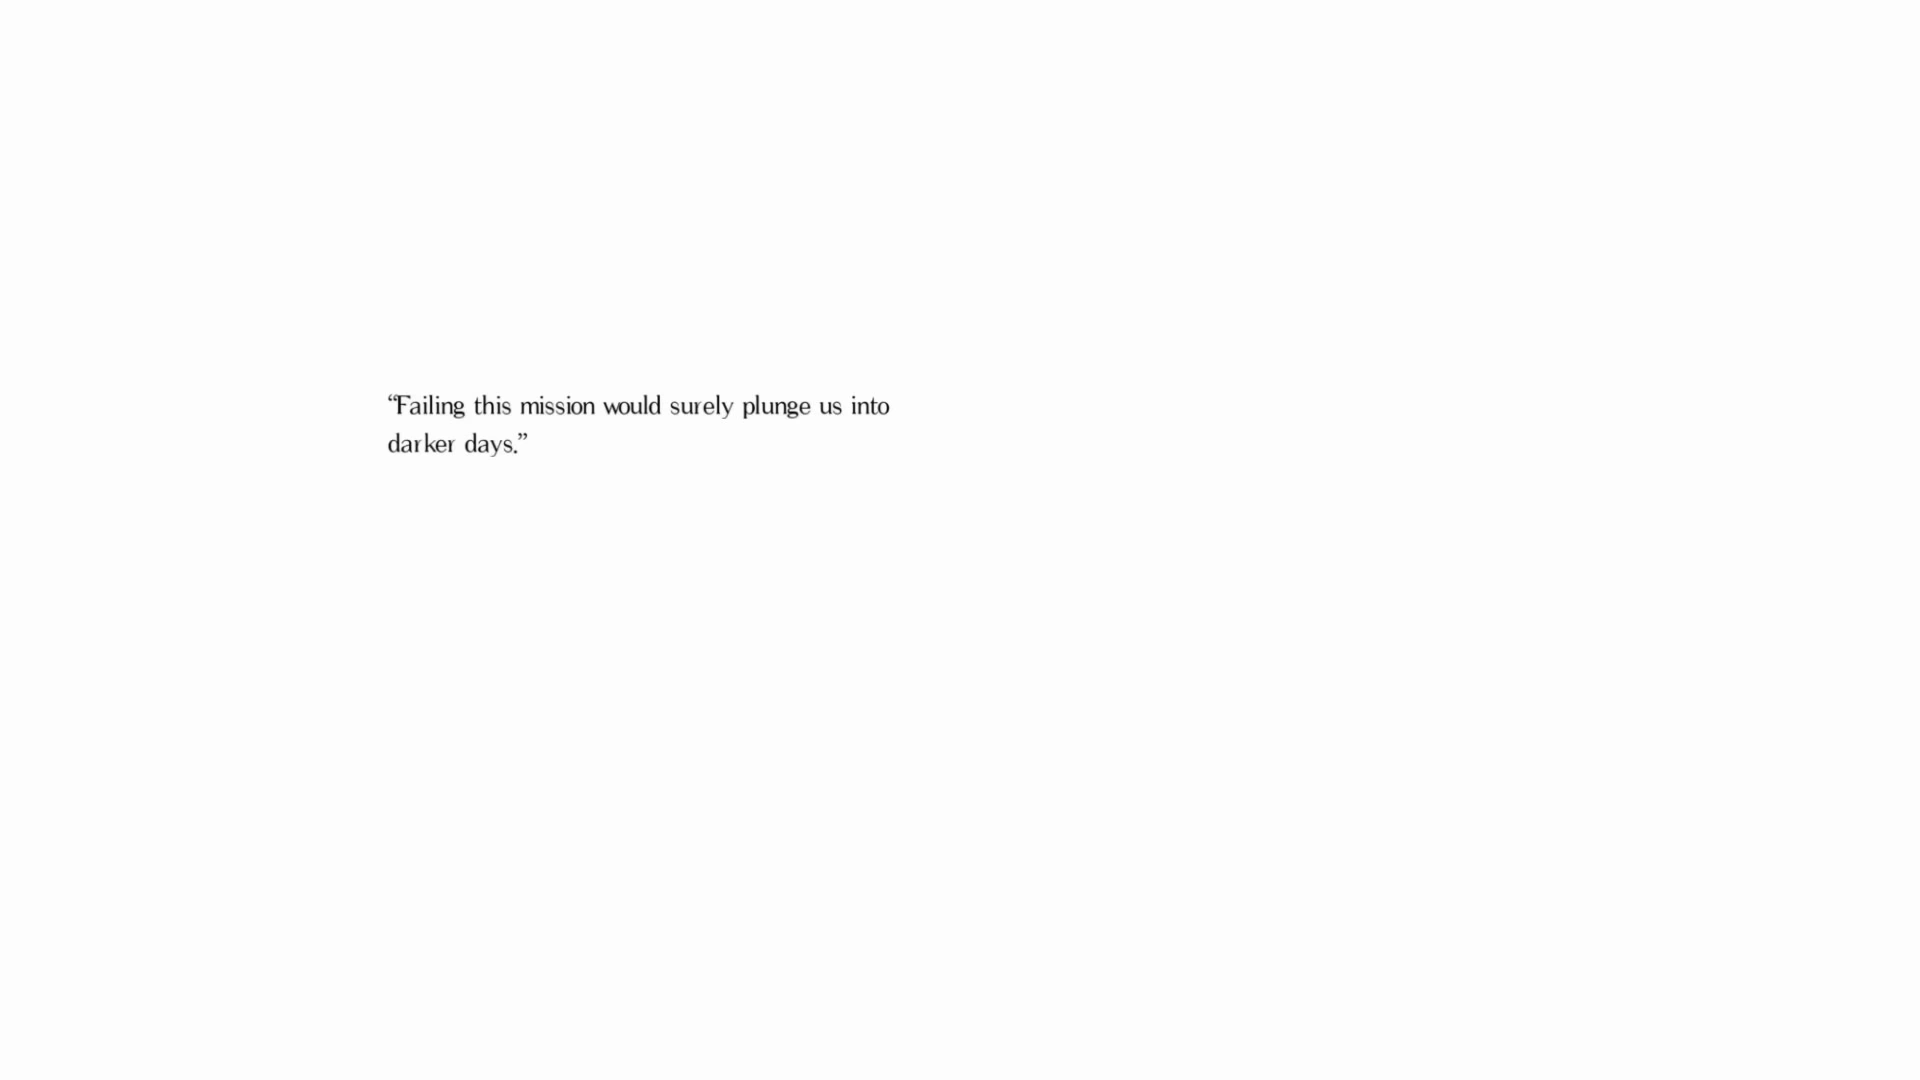 “Failing this mission would surely plunge us into
darker days.”